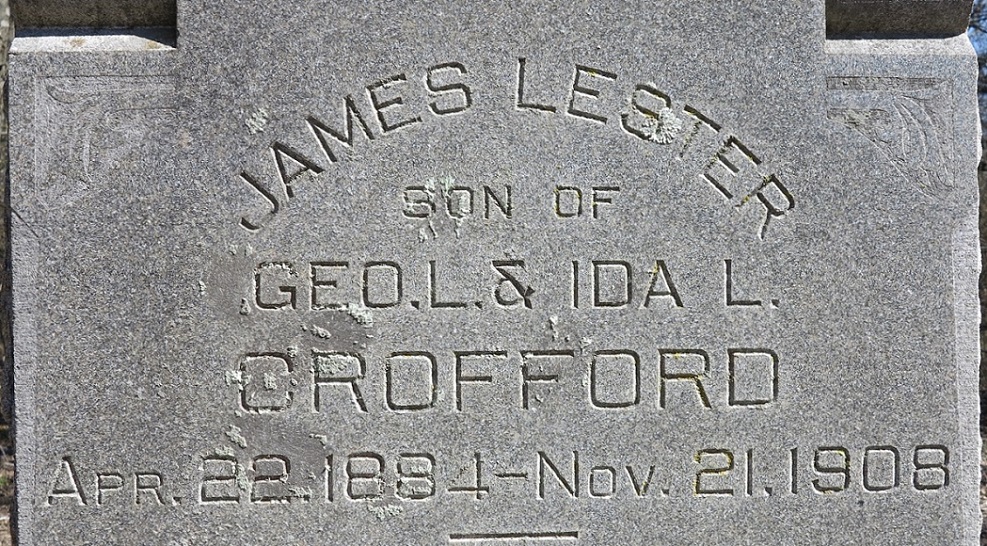 JAMES LESTER
SON OF
GEO. L. & IDA L.
CROFFORD
APR. 22. 1884 - NOV. 21. 1908